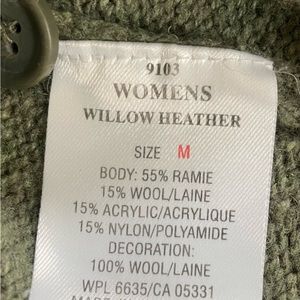 9103
WOMENS
WILLOW HEATHER
SIZE M
BODY: 55% RAMIE
15% WOOL/LAINE
15% ACRYLIC/ACRYLIQUE
15% NYLON/POLYAMIDE
DECORATION:
100% WOOL/LAINE
WPL 6635/CA 05331